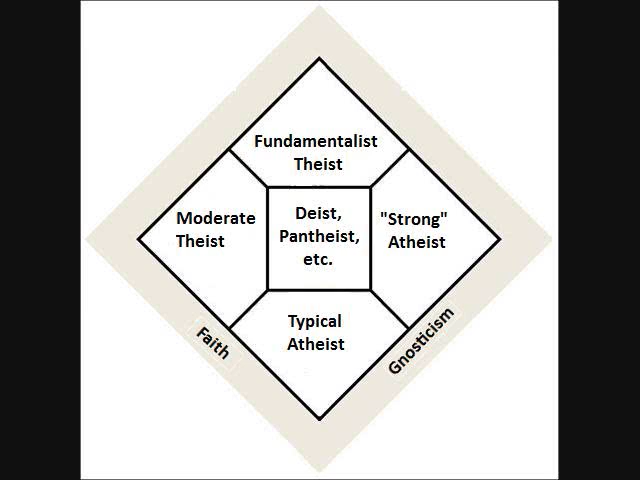 Fundamentalist
Theist
Moderate
Theist
Deist,
Pantheist,
etc.
"Strong"
Atheist
Typical
Atheist
Faith
Gnosticism